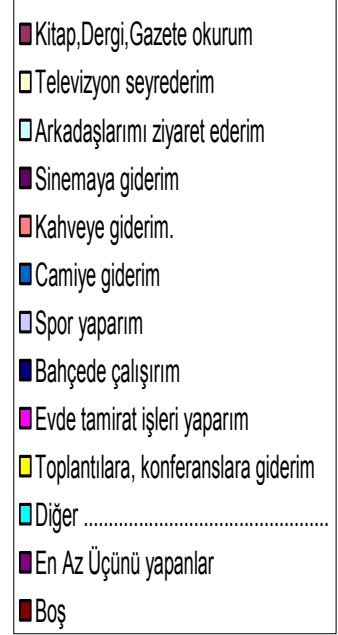 Kitap,Dergi,Gazete okurum
Televizyon seyrederim
Arkadaşlarımı ziyaret ederim
Sinemaya giderim
Kahveye giderim.
Camiye giderim
Spor yaparım
Bahçede çalışırım
Evde tamirat işleri yaparım
Toplantılara, konferanslara giderim
Diğer .................................................
En Az Üçünü yapanlar
Boş